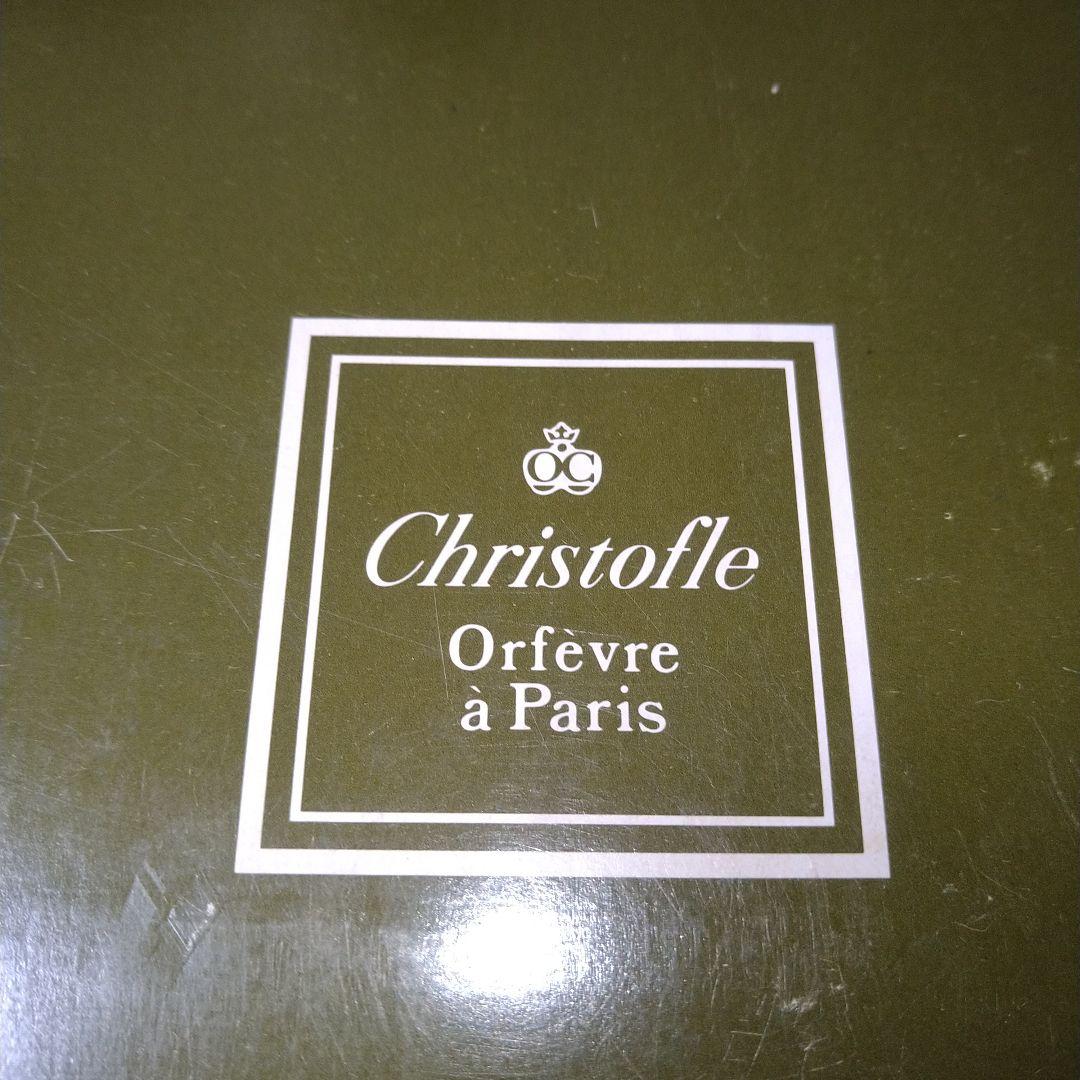 OC
Christofle
Orfèvre
à Paris